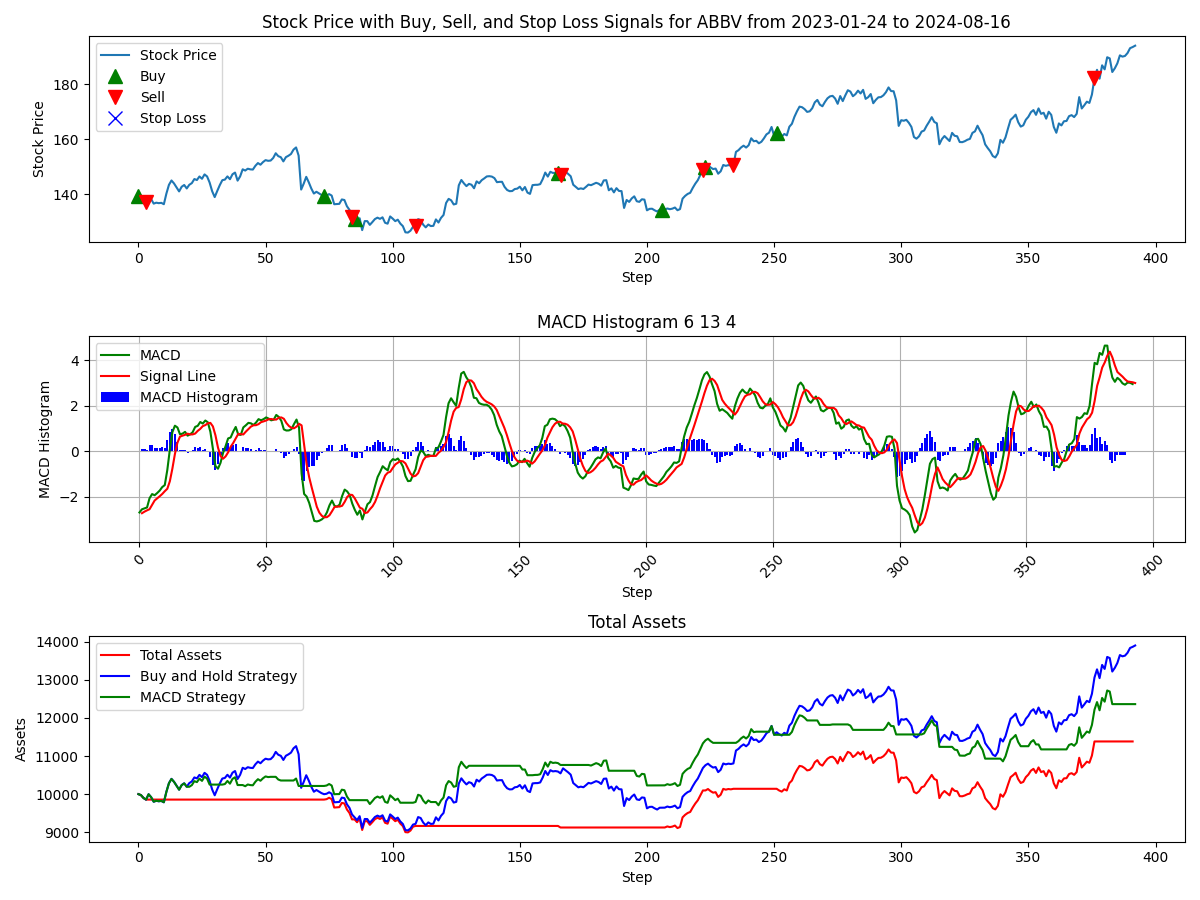 Stock Price with Buy, Sell, and Stop Loss Signals for ABBV from 2023-01-24 to 2024-08-16
Stock Price
Buy
Sell
Stop Loss
Stock Price
180
160
140
0 50 100 150 200 250 300 350 400
Step
MACD Histogram 6 13 4
MACD
Signal Line
MACD Histogram
MACD Histogram
4
2
0
−2
0 50 100 150 200 250 300 350 400
Step
Total Assets
Total Assets
Buy and Hold Strategy
MACD Strategy
Assets
14000
13000
12000
11000
10000
9000
0 50 100 150 200 250 300 350 400
Step